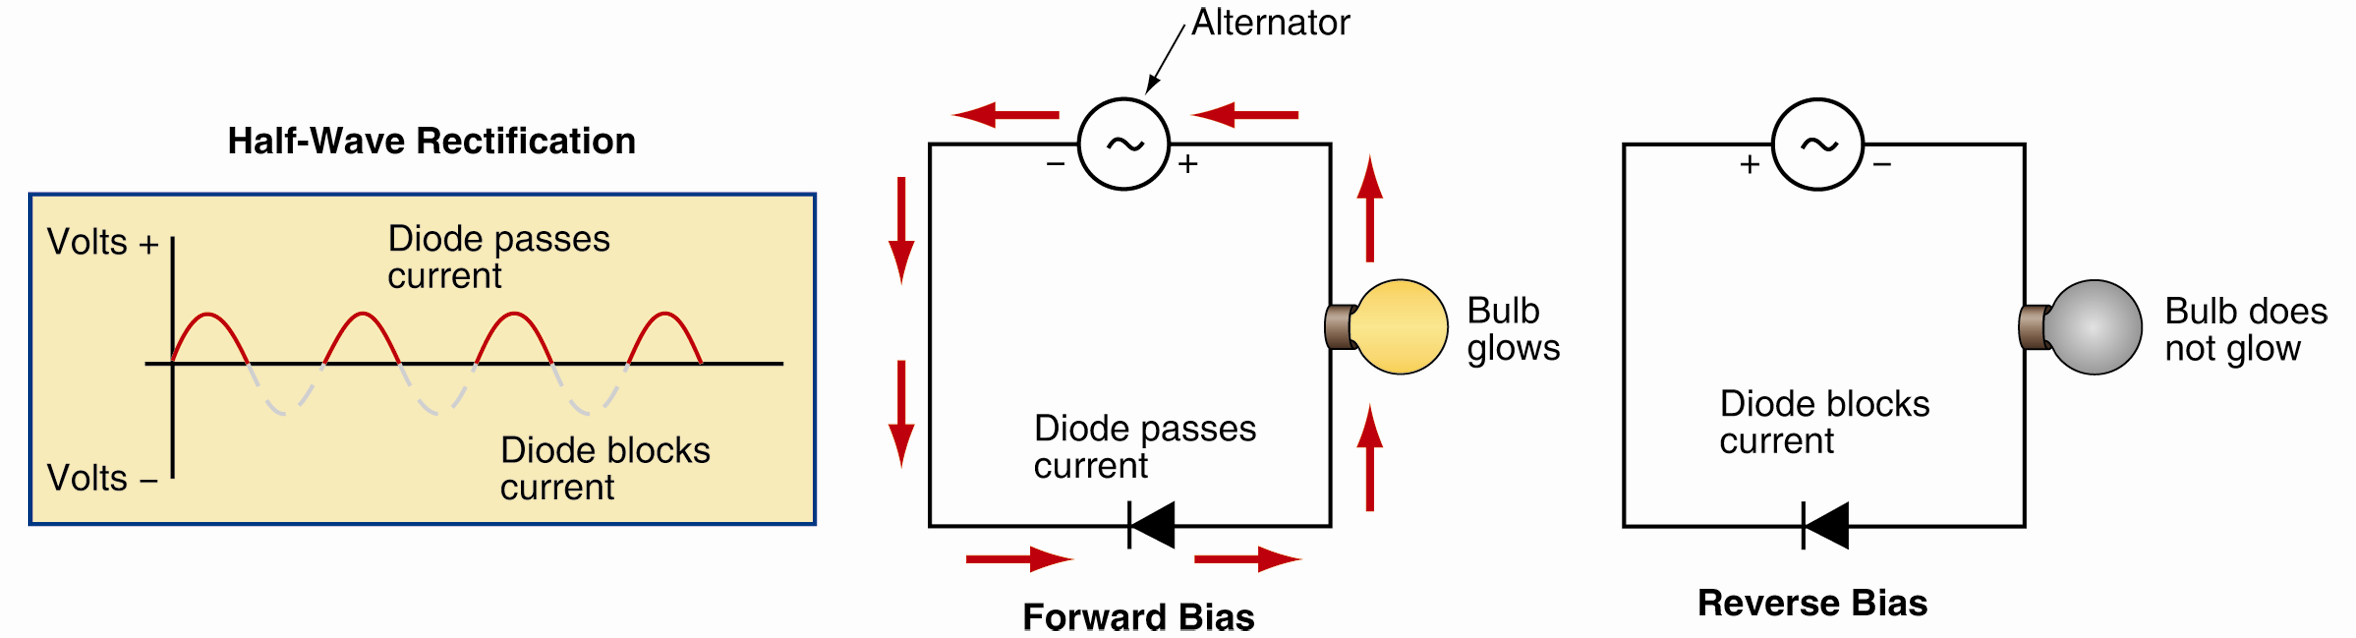 Half-Wave Rectification
Volts +
Diode passes
current
Diode blocks
current
Volts –
Alternator
– ~ +
Bulb
glows
Diode passes
current
Forward Bias
+ ~ –
Bulb does
not glow
Diode blocks
current
Reverse Bias